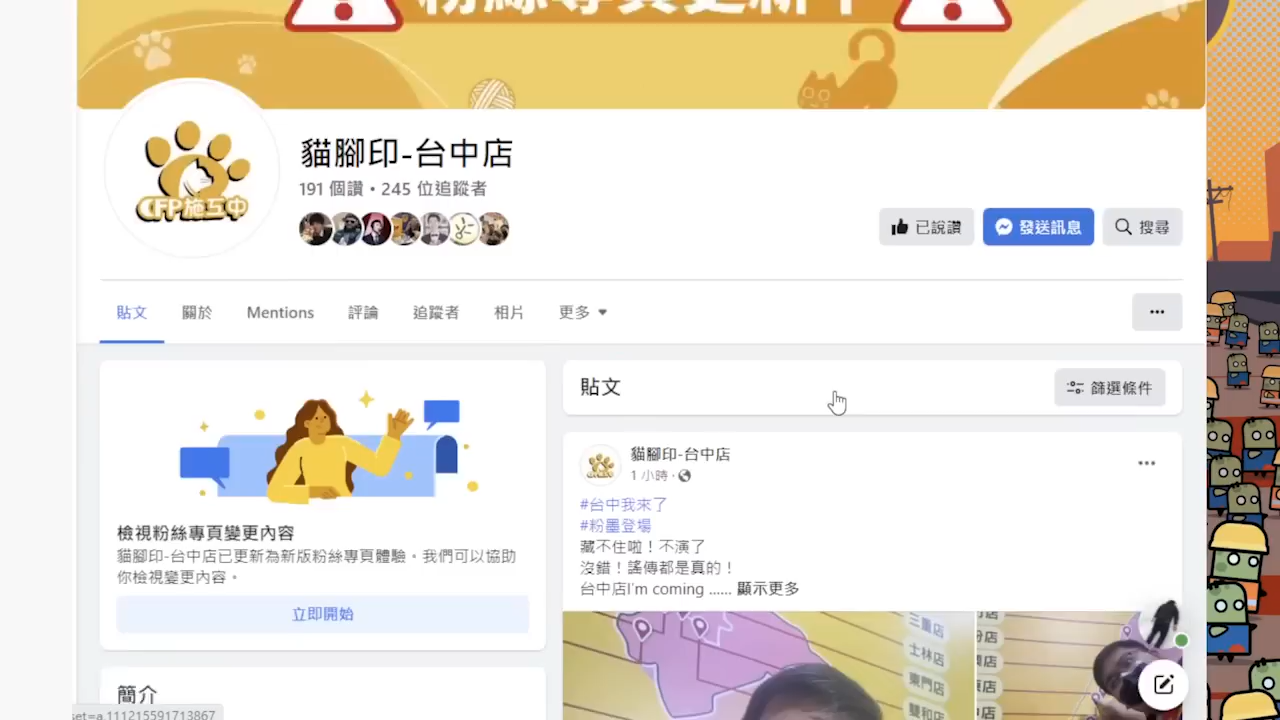 粉絲專頁更新中
CFP施工中
貓腳印-台中店
191 個讚 • 245 位追蹤者
已說讚
發送訊息
搜尋
貼文
關於
Mentions
評論
追蹤者
相片
更多
貼文
篩選條件
貓腳印-台中店
1 小時
#台中我來了
#粉墨登場
藏不住啦！不演了
沒錯！謠傳都是真的！
台中店I'm coming ...... 顯示更多
檢視粉絲專頁變更內容
貓腳印-台中店已更新為新版粉絲專頁體驗。我們可以協助
你檢視變更內容。
立即開始
簡介
set=a.111215591713867
三重店
士林店
東門店
雙和店